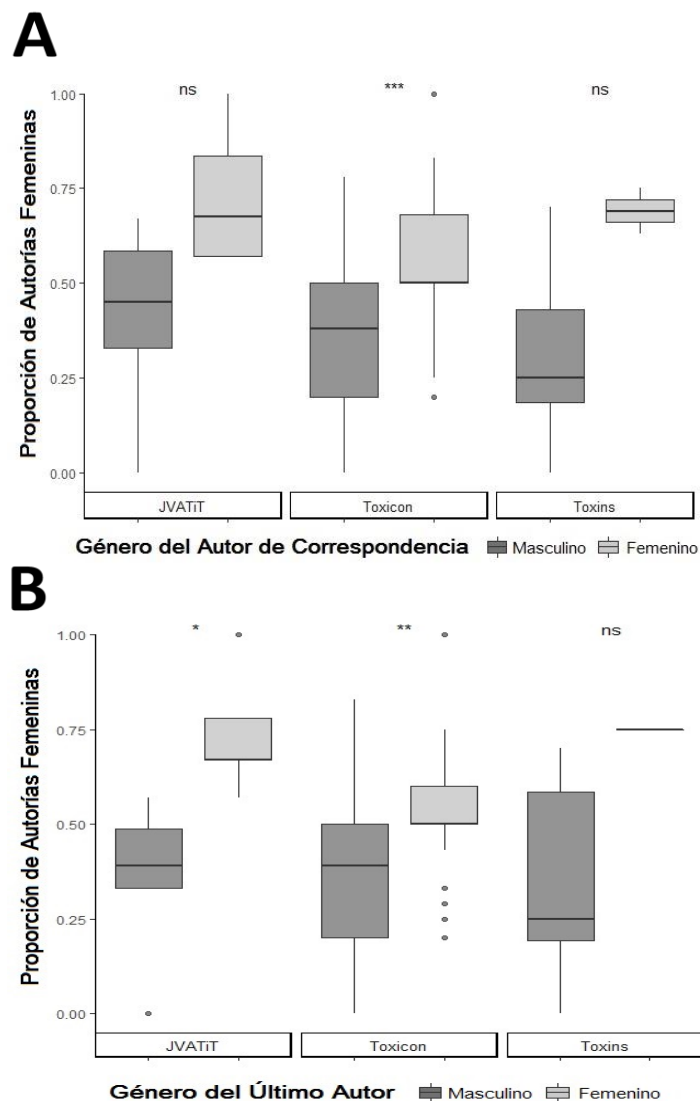 A
Proporción de Autorías Femeninas
1.00
0.75
0.50
0.25
0.00
ns
***
ns
JVATiT
Toxicon
Toxins
Género del Autor de Correspondencia Masculino Femenino
B
Proporción de Autorías Femeninas
1.00
0.75
0.50
0.25
0.00
*
**
ns
JVATiT
Toxicon
Toxins
Género del Último Autor Masculino Femenino